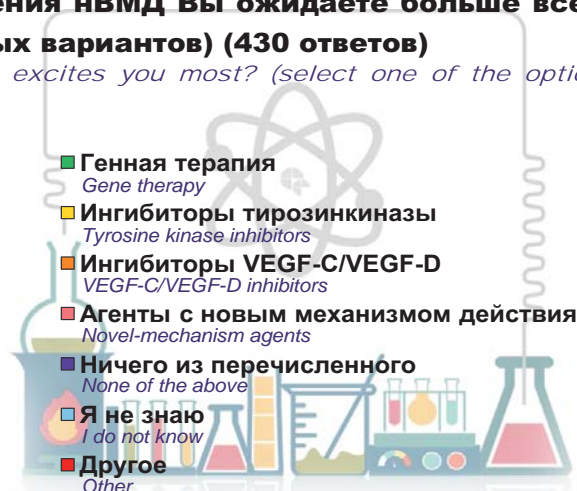 ения нВМД Вы ожидаете больше все
ых вариантов) (430 ответов)
excites you most? (select one of the optio
Генная терапия
Gene therapy
Ингибиторы тирозинкиназы
Tyrosine kinase inhibitors
Ингибиторы VEGF-C/VEGF-D
VEGF-C/VEGF-D inhibitors
Агенты с новым механизмом действия
Novel-mechanism agents
Ничего из перечисленного
None of the above
Я не знаю
I do not know
Другое
Other